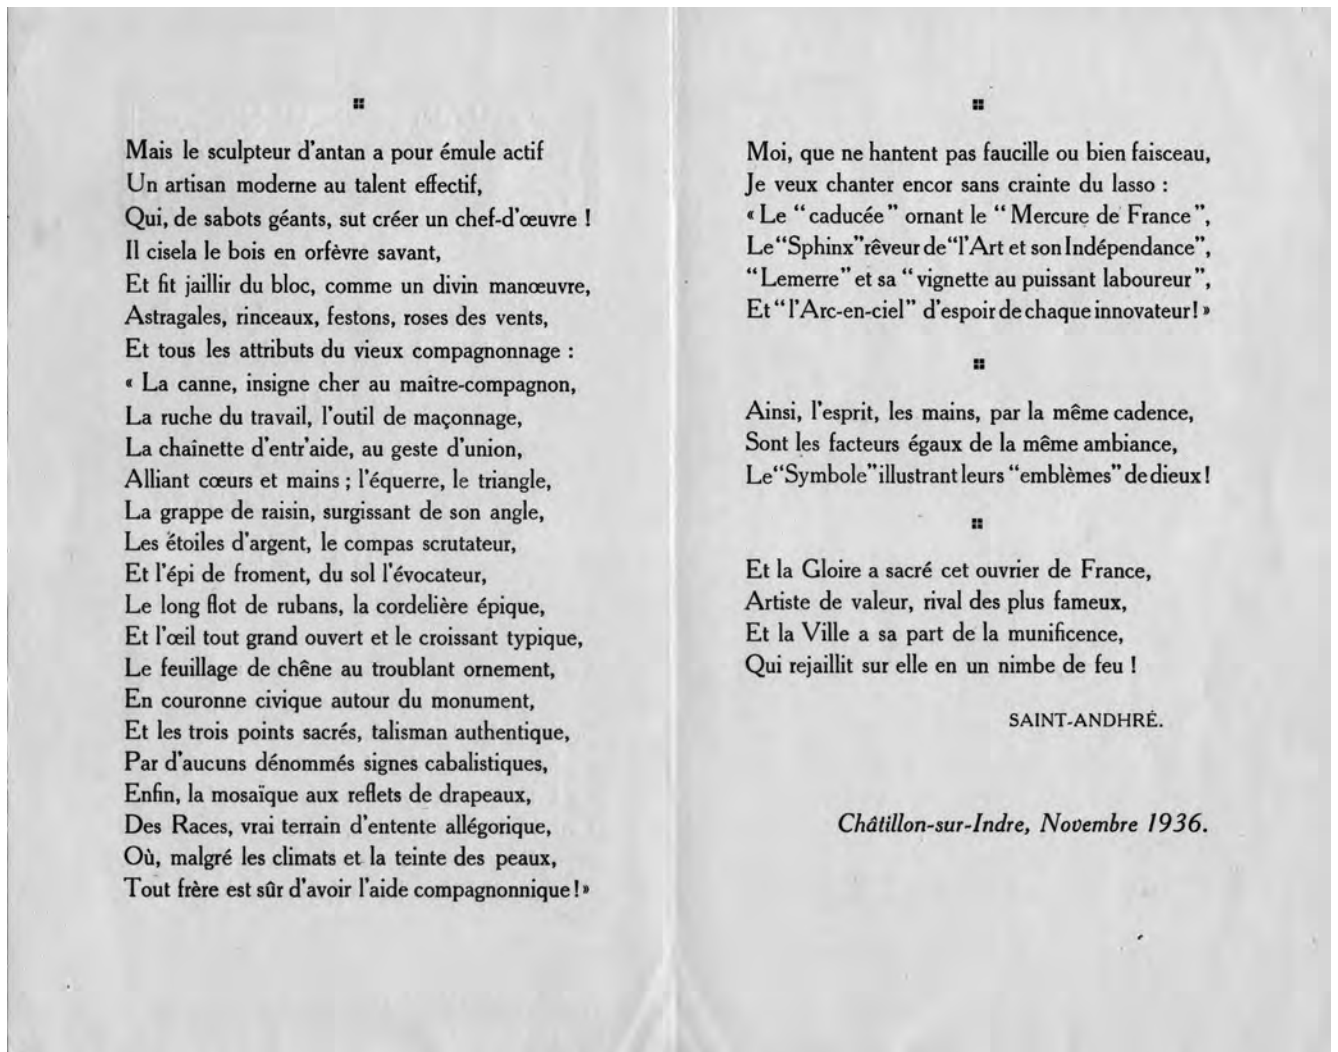 Mais le sculpteur d'antan a pour émule actif
Un artisan moderne au talent effectif,
Qui, de sabots géants, sut créer un chef-d'œuvre !
Il cisela le bois en orfèvre savant,
Et fit jaillir du bloc, comme un divin manœuvre,
Astragales, rinceaux, festons, roses des vents,
Et tous les attributs du vieux compagnonnage :
« La canne, insigne cher au maître-compagnon,
La ruche du travail, l'outil de maçonnage,
La chaînette d'entr'aide, au geste d'union,
Alliant cœurs et mains ; l'équerre, le triangle,
La grappe de raisin, surgissant de son angle,
Les étoiles d'argent, le compas scrutateur,
Et l'épi de froment, du sol l'évocateur,
Le long flot de rubans, la cordelière épique,
Et l'œil tout grand ouvert et le croissant typique,
Le feuillage de chêne au troublant ornement,
En couronne civique autour du monument,
Et les trois points sacrés, talisman authentique,
Par d'aucuns dénommés signes cabalistiques,
Enfin, la mosaïque aux reflets de drapeaux,
Des Races, vrai terrain d'entente allégorique,
Où, malgré les climats et la teinte des peaux,
Tout frère est sûr d'avoir l'aide compagnonnique ! »
Moi, que ne hantent pas faucille ou bien faisceau,
Je veux chanter encor sans crainte du lasso :
« Le “ caducée ” ornant le “ Mercure de France ”,
Le “Sphinx” rêveur de “l'Art et son Indépendance”,
“Lemerre” et sa “ vignette au puissant laboureur ”,
Et “ l'Arc-en-ciel” d'espoir de chaque innovateur ! »
Ainsi, l'esprit, les mains, par la même cadence,
Sont les facteurs égaux de la même ambiance,
Le “Symbole” illustrant leurs “emblèmes” de dieux !
Et la Gloire a sacré cet ouvrier de France,
Artiste de valeur, rival des plus fameux,
Et la Ville a sa part de la munificence,
Qui rejaillit sur elle en un nimbe de feu !
SAINT-ANDHRÉ.
Châtillon-sur-Indre, Novembre 1936.